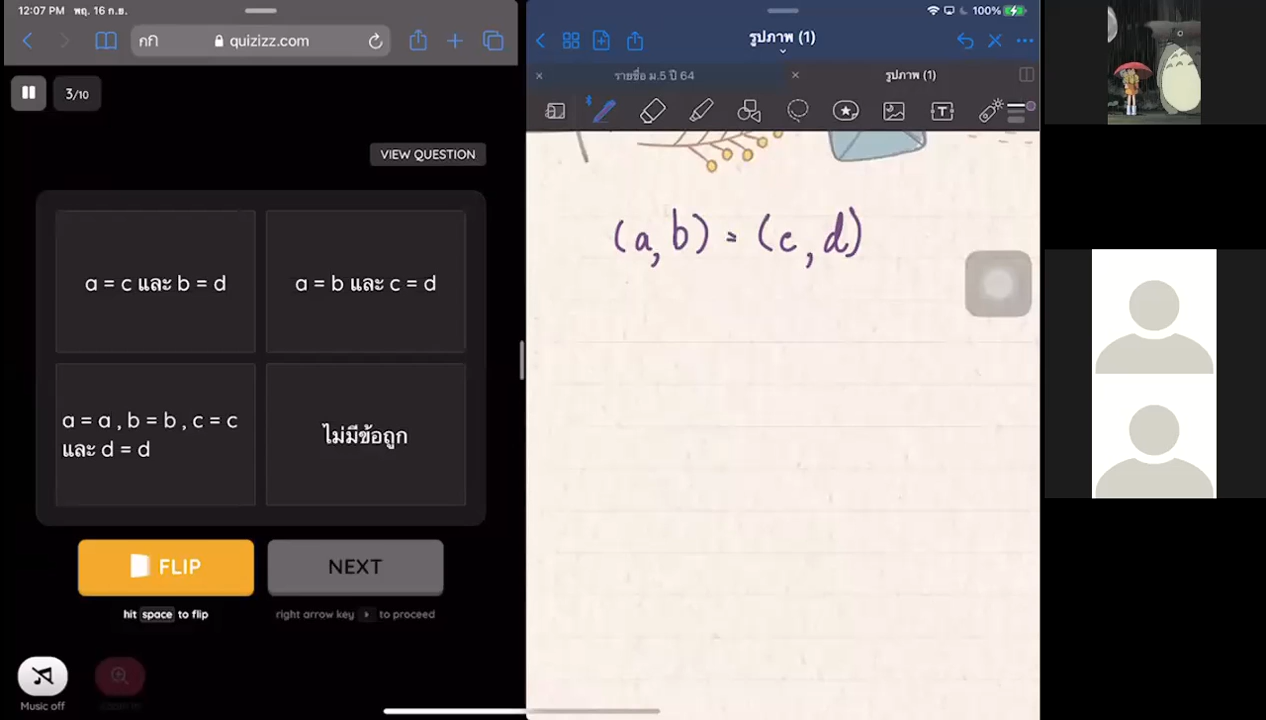 12:07 PM พฤ. 16 ก.ย.
กกิ quizizz.com
3/10
VIEW QUESTION
a = c และ b = d
a = b และ c = d
a = a , b = b , c = c
และ d = d
ไม่มีข้อถูก
FLIP
NEXT
hit space to flip
right arrow key to proceed
Music off
100%
รูปภาพ (1)
รายชื่อ ม.5 ปี 64
รูปภาพ (1)
(a, b) = (c, d)